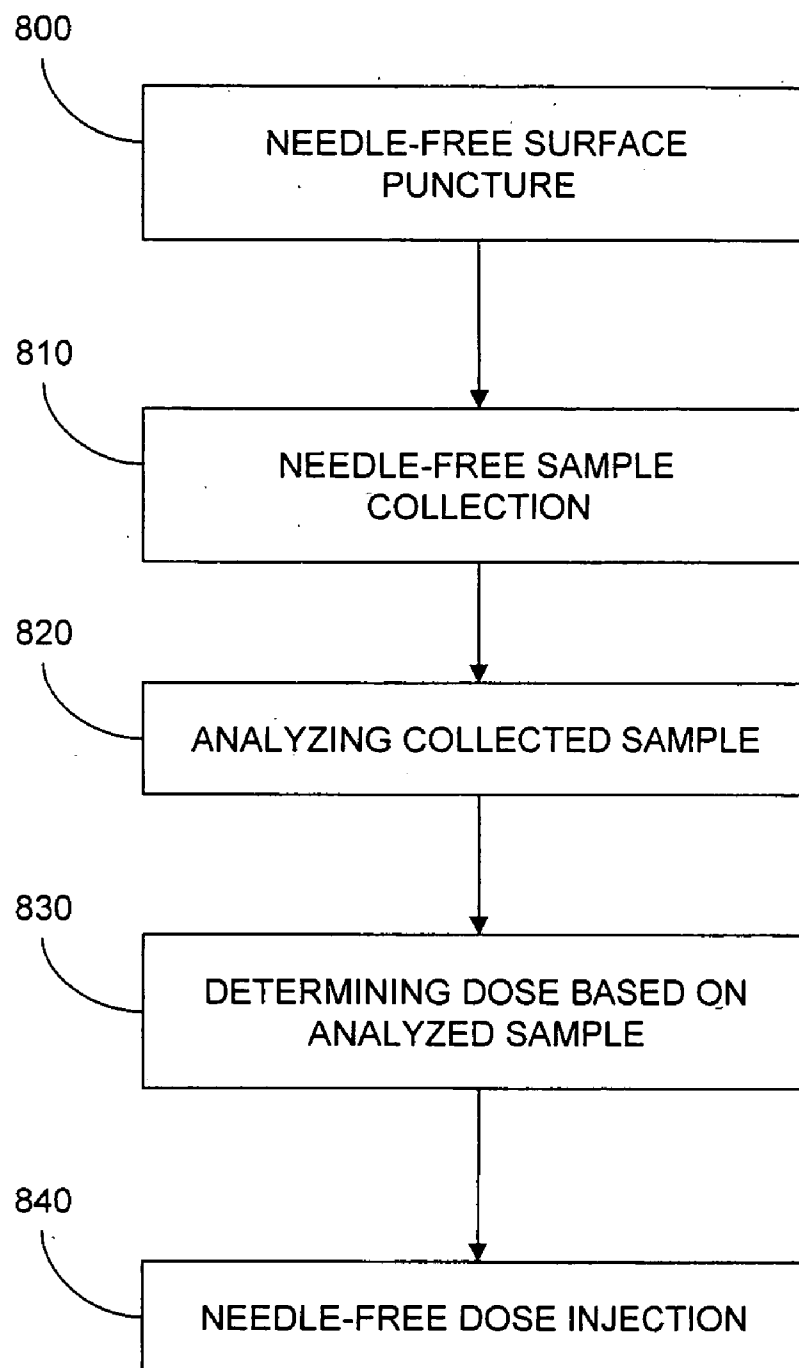 800
NEEDLE-FREE SURFACE
PUNCTURE
810
NEEDLE-FREE SAMPLE
COLLECTION
820
ANALYZING COLLECTED SAMPLE
830
DETERMINING DOSE BASED ON
ANALYZED SAMPLE
840
NEEDLE-FREE DOSE INJECTION